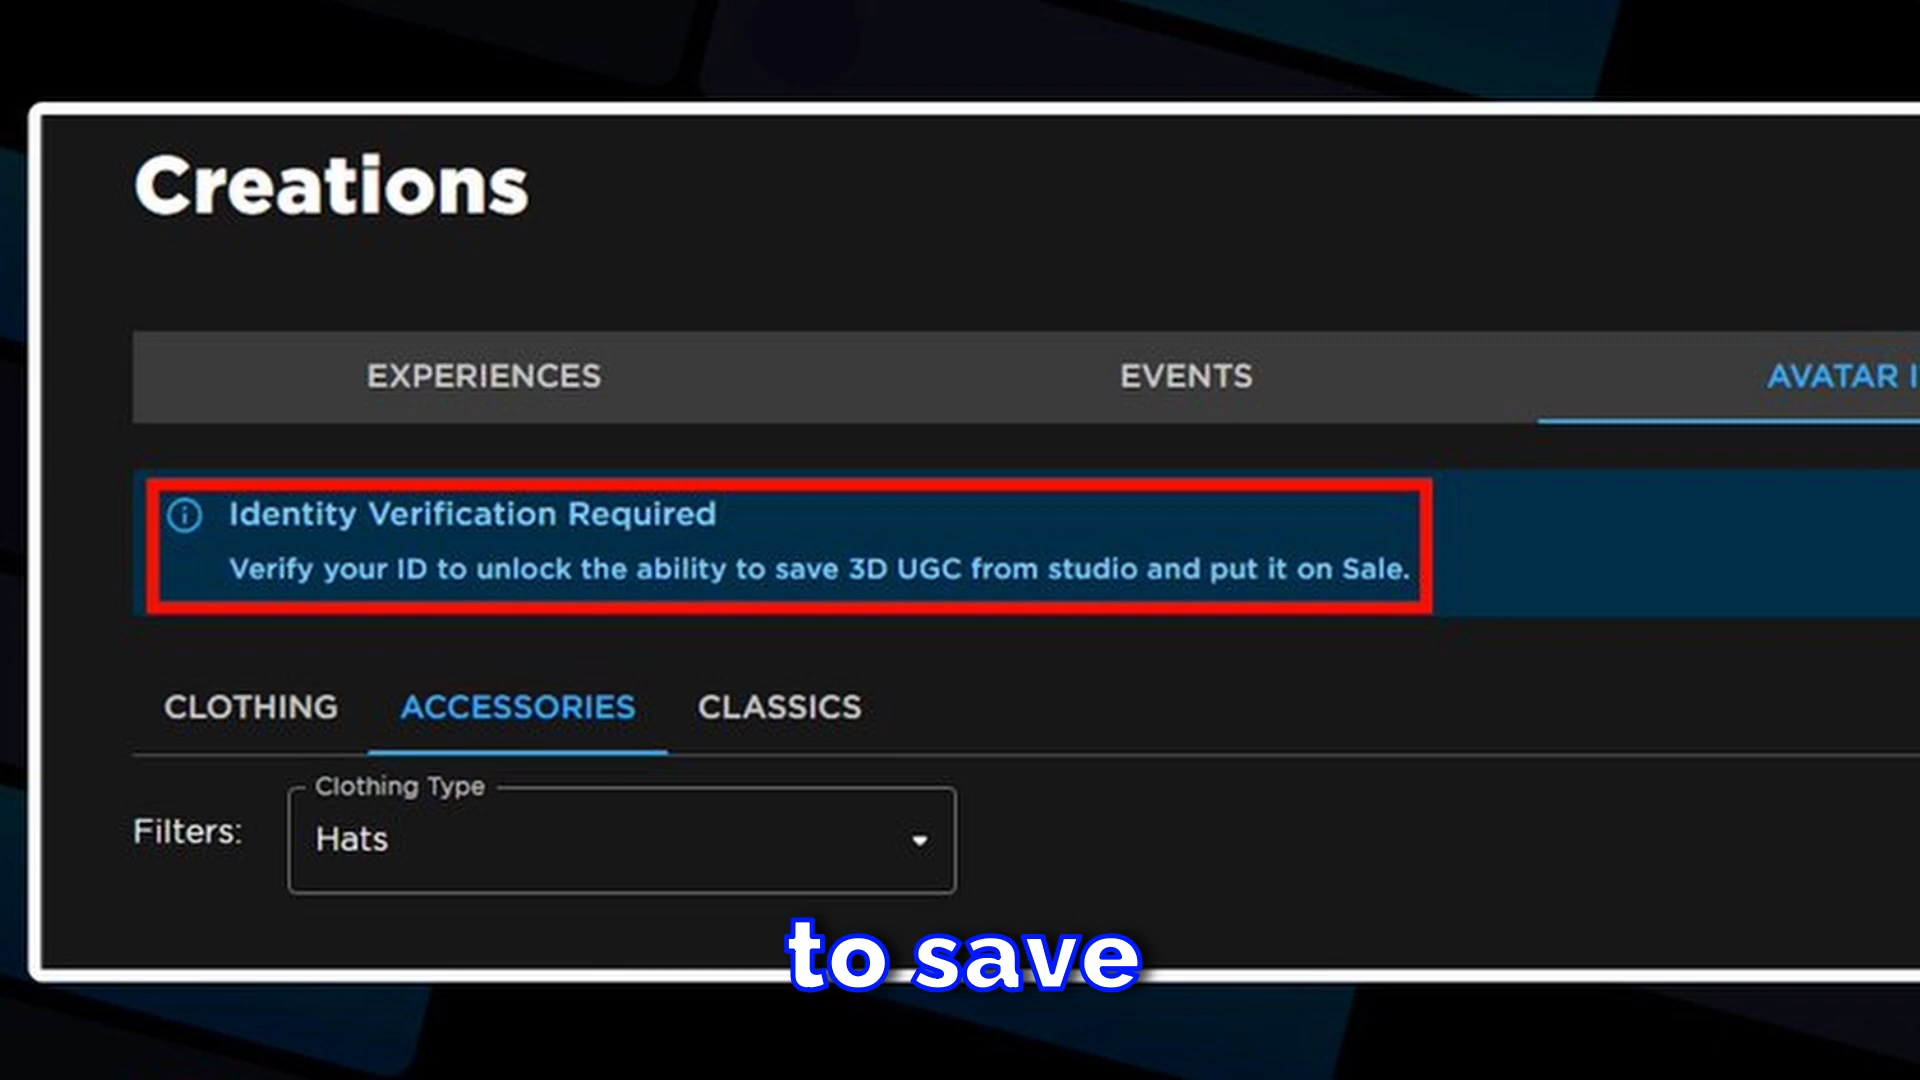 Creations
EXPERIENCES EVENTS AVATAR
Identity Verification Required
Verify your ID to unlock the ability to save 3D UGC from studio and put it on Sale.
CLOTHING ACCESSORIES CLASSICS
Clothing Type
Filters: Hats
to save